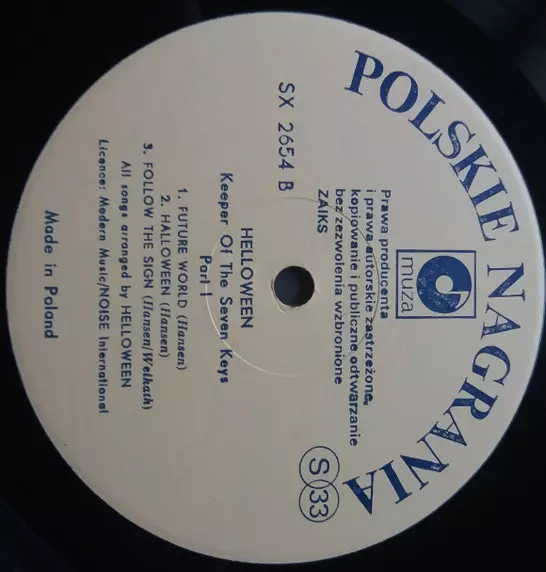 POLSKIE NAGRANIA
muza
Prawa producenta
i prawa autorskie zastrzeżone,
kopiowanie i publiczne odtwarzanie
bez zezwolenia wzbronione
ZAIKS
SX 2654 B
S 33
HELLOWEEN
Keeper Of The Seven Keys
Part I
1. FUTURE WORLD (Hansen)
2. HALLOWEEN (Hansen)
3. FOLLOW THE SIGN (Hansen/Weikath)
All songs arranged by HELLOWEEN
Licence: Modern Music/NOISE International
Made in Poland